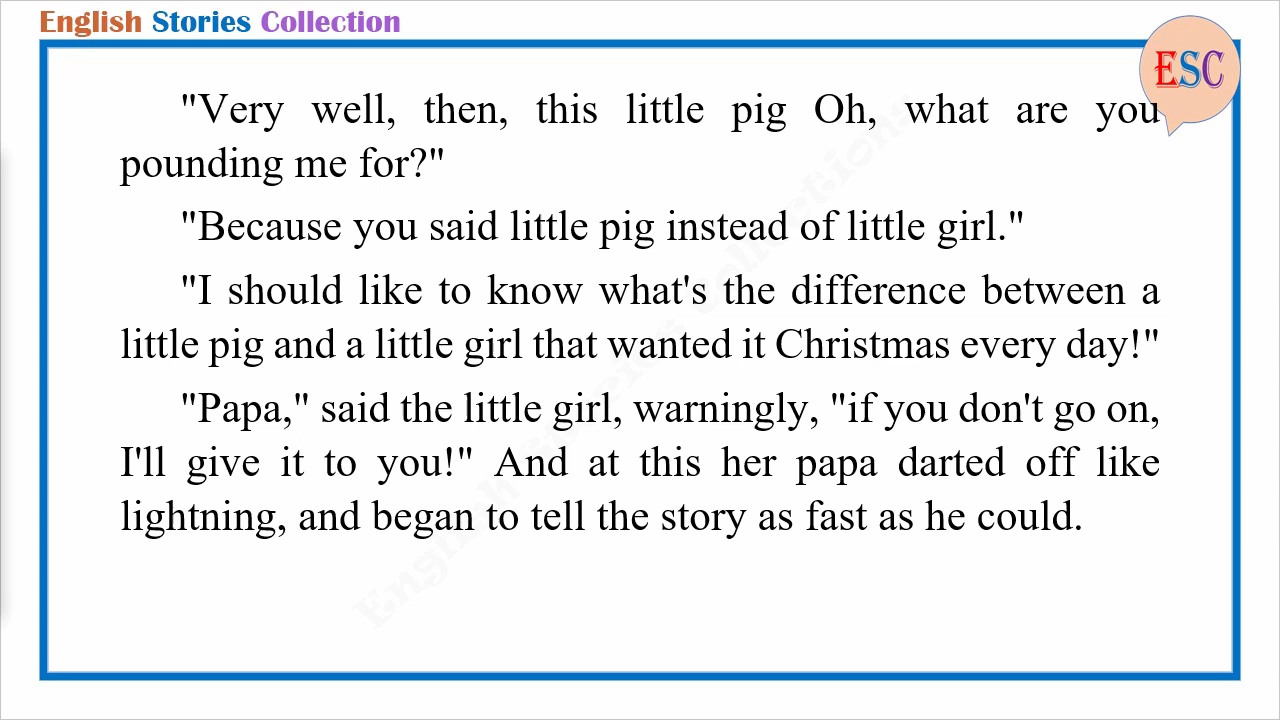 English Stories Collection
ESC
"Very well, then, this little pig Oh, what are you
pounding me for?"
"Because you said little pig instead of little girl."
"I should like to know what's the difference between a
little pig and a little girl that wanted it Christmas every day!"
"Papa," said the little girl, warningly, "if you don't go on,
I'll give it to you!" And at this her papa darted off like
lightning, and began to tell the story as fast as he could.
English Stories Collections